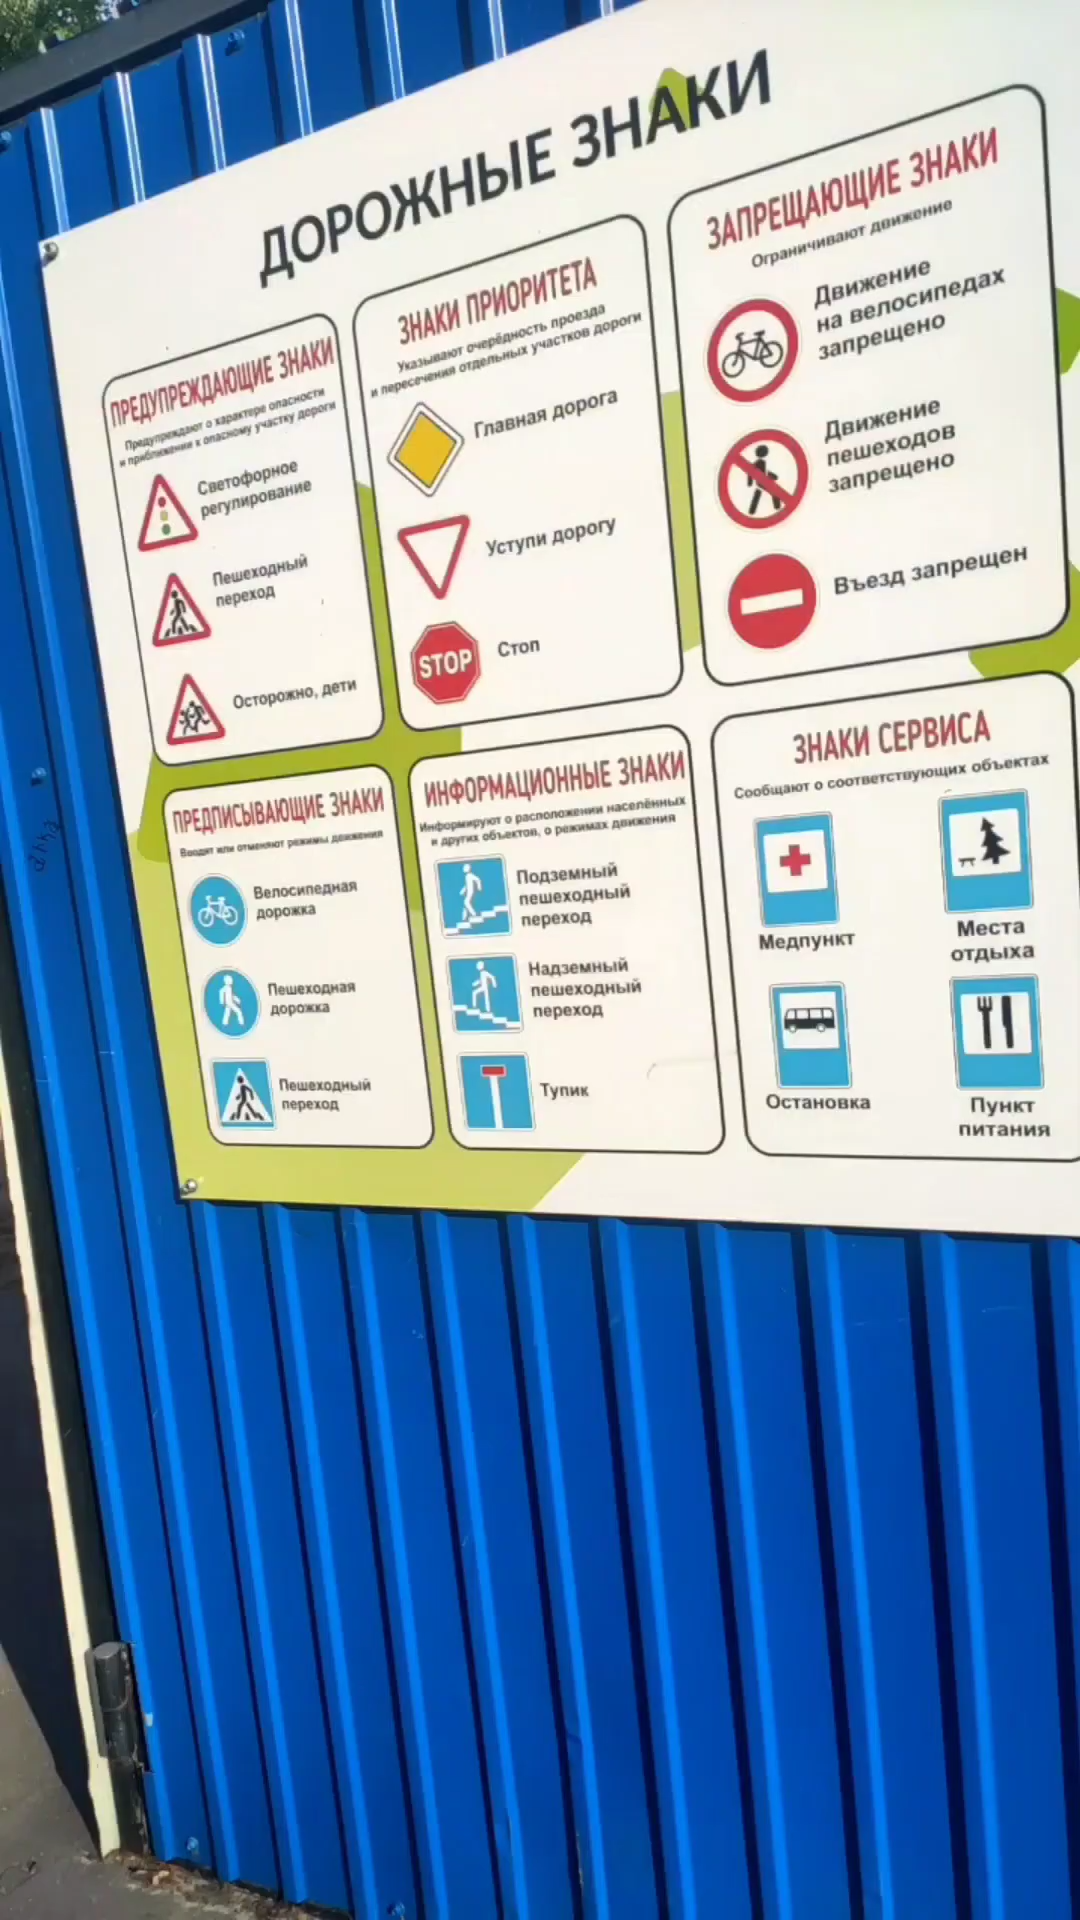 ДОРОЖНЫЕ ЗНАКИ
ПРЕДУПРЕЖДАЮЩИЕ ЗНАКИ
Предупреждают о характере опасности
и приближении к опасному участку дороги
Светофорное
регулирование
Пешеходный
переход
Осторожно, дети
ЗНАКИ ПРИОРИТЕТА
Указывают очерёдность проезда
и пересечения отдельных участков дороги
Главная дорога
Уступи дорогу
STOP
Стоп
ЗАПРЕЩАЮЩИЕ ЗНАКИ
Ограничивают движение
Движение
на велосипедах
запрещено
Движение
пешеходов
запрещено
Въезд запрещен
ПРЕДПИСЫВАЮЩИЕ ЗНАКИ
Вводят или отменяют режимы движения
Велосипедная
дорожка
Пешеходная
дорожка
Пешеходный
переход
ИНФОРМАЦИОННЫЕ ЗНАКИ
Информируют о расположении населённых
и других объектов, о режимах движения
Подземный
пешеходный
переход
Надземный
пешеходный
переход
Тупик
ЗНАКИ СЕРВИСА
Сообщают о соответствующих объектах
Медпункт
Места
отдыха
Остановка
Пункт
питания